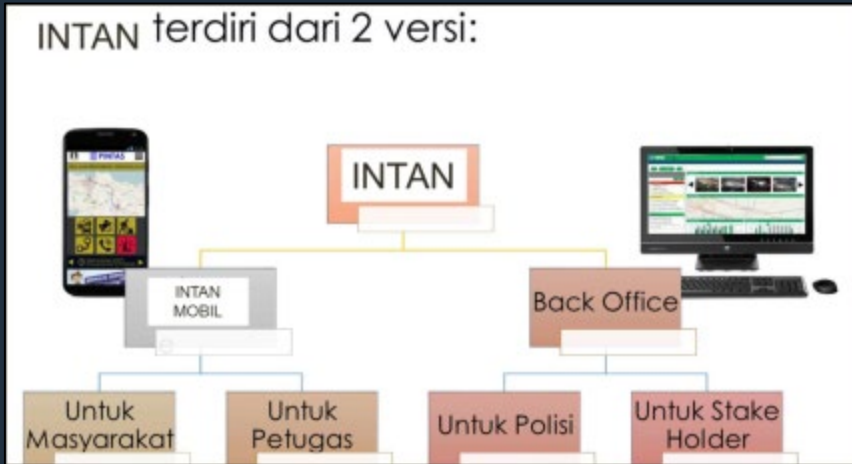 INTAN terdiri dari 2 versi:
PINTAS
INTAN
INTAN
MOBIL
Back Office
Untuk
Masyarakat
Untuk
Petugas
Untuk Polisi
Untuk Stake
Holder